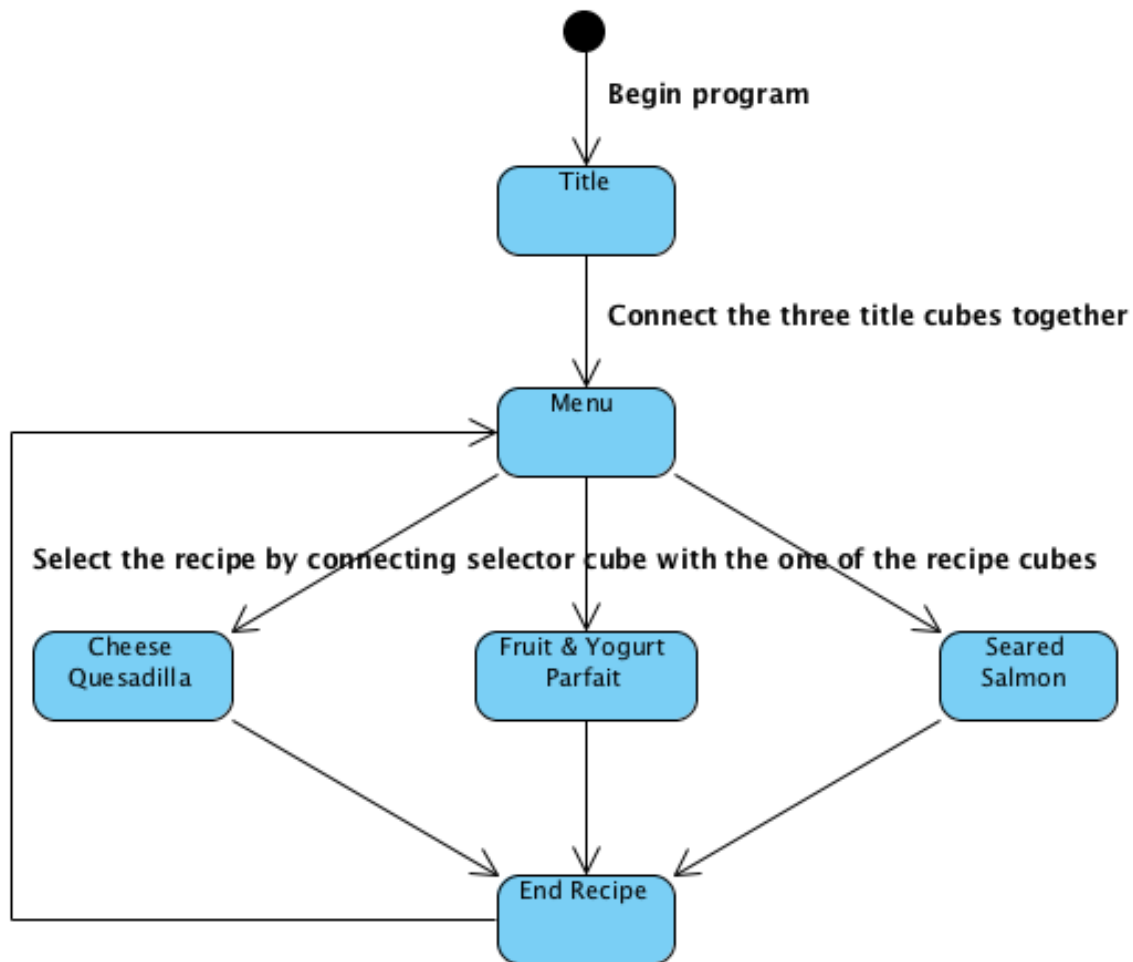 Begin program
Title
Connect the three title cubes together
Menu
Select the recipe by connecting selector cube with the one of the recipe cubes
Cheese
Quesadilla
Fruit & Yogurt
Parfait
Seared
Salmon
End Recipe